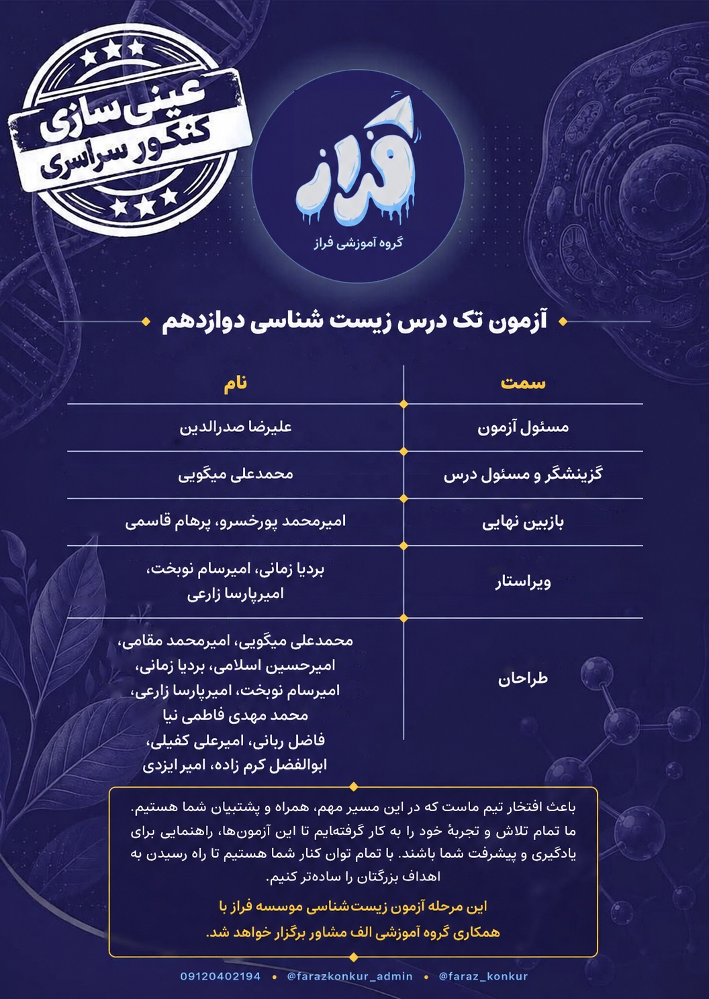 عینی‌سازی
کنکور سراسری
فراز
گروه آموزشی فراز
آزمون تک درس زیست شناسی دوازدهم
سمت
نام
مسئول آزمون
علیرضا صدرالدین
گزینشگر و مسئول درس
محمدعلی میگویی
بازبین نهایی
امیرمحمد پورخسرو، پرهام قاسمی
ویراستار
بردیا زمانی، امیرسام نوبخت،
امیرپارسا زارعی
طراحان
محمدعلی میگویی، امیرمحمد مقامی،
امیرحسین اسلامی، بردیا زمانی،
امیرسام نوبخت، امیرپارسا زارعی،
محمد مهدی فاطمی نیا
فاضل ربانی، امیرعلی کفیلی،
ابوالفضل کرم زاده، امیر ایزدی
باعث افتخار تیم ماست که در این مسیر مهم، همراه و پشتبیان شما هستیم.
ما تمام تلاش و تجربهٔ خود را به کار گرفته‌ایم تا این آزمون‌ها، راهنمایی برای
یادگیری و پیشرفت شما باشند. با تمام توان کنار شما هستیم تا راه رسیدن به
اهداف بزرگتان را ساده‌تر کنیم.
این مرحله آزمون زیست‌شناسی موسسه فراز با
همکاری گروه آموزشی الف مشاور برگزار خواهد شد.
09120402194 • @farazkonkur_admin • @faraz_konkur